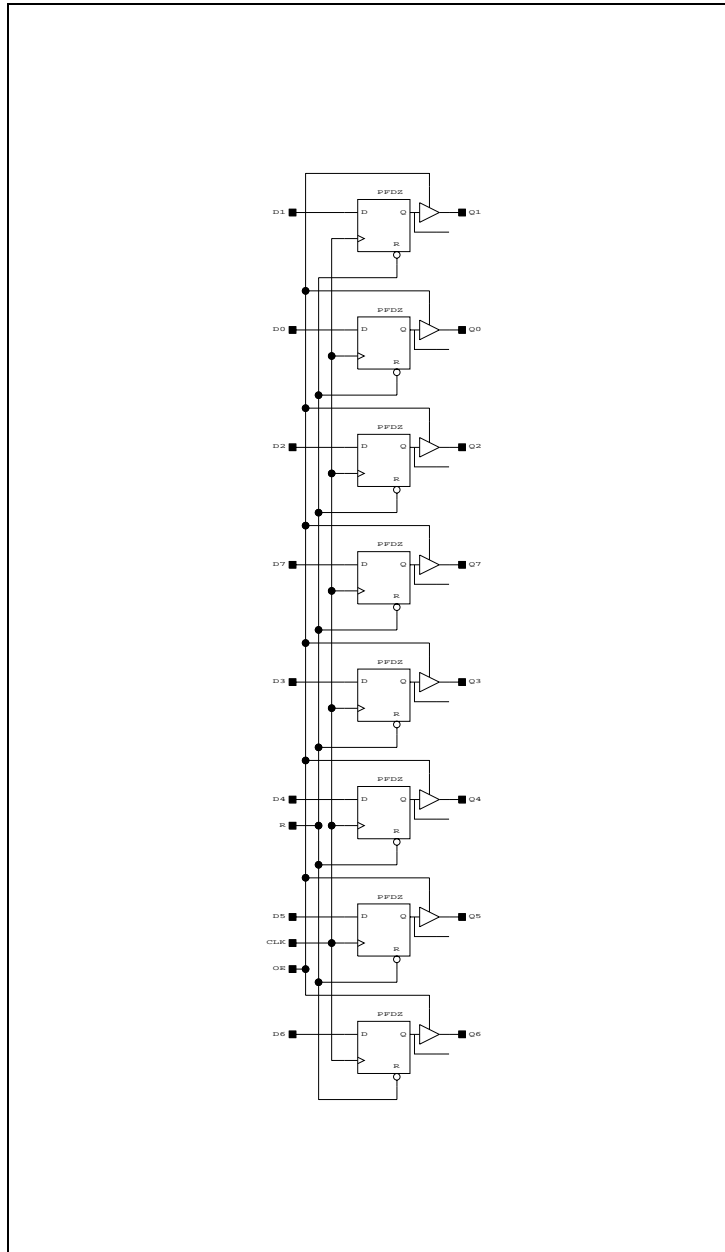 PFDZ
D1 D Q Q1
R
PFDZ
D0 D Q Q0
R
PFDZ
D2 D Q Q2
R
PFDZ
D7 D Q Q7
R
PFDZ
D3 D Q Q3
R
PFDZ
D4 D Q Q4
R
R
PFDZ
D5 D Q Q5
CLK
R
OE
PFDZ
D6 D Q Q6
R